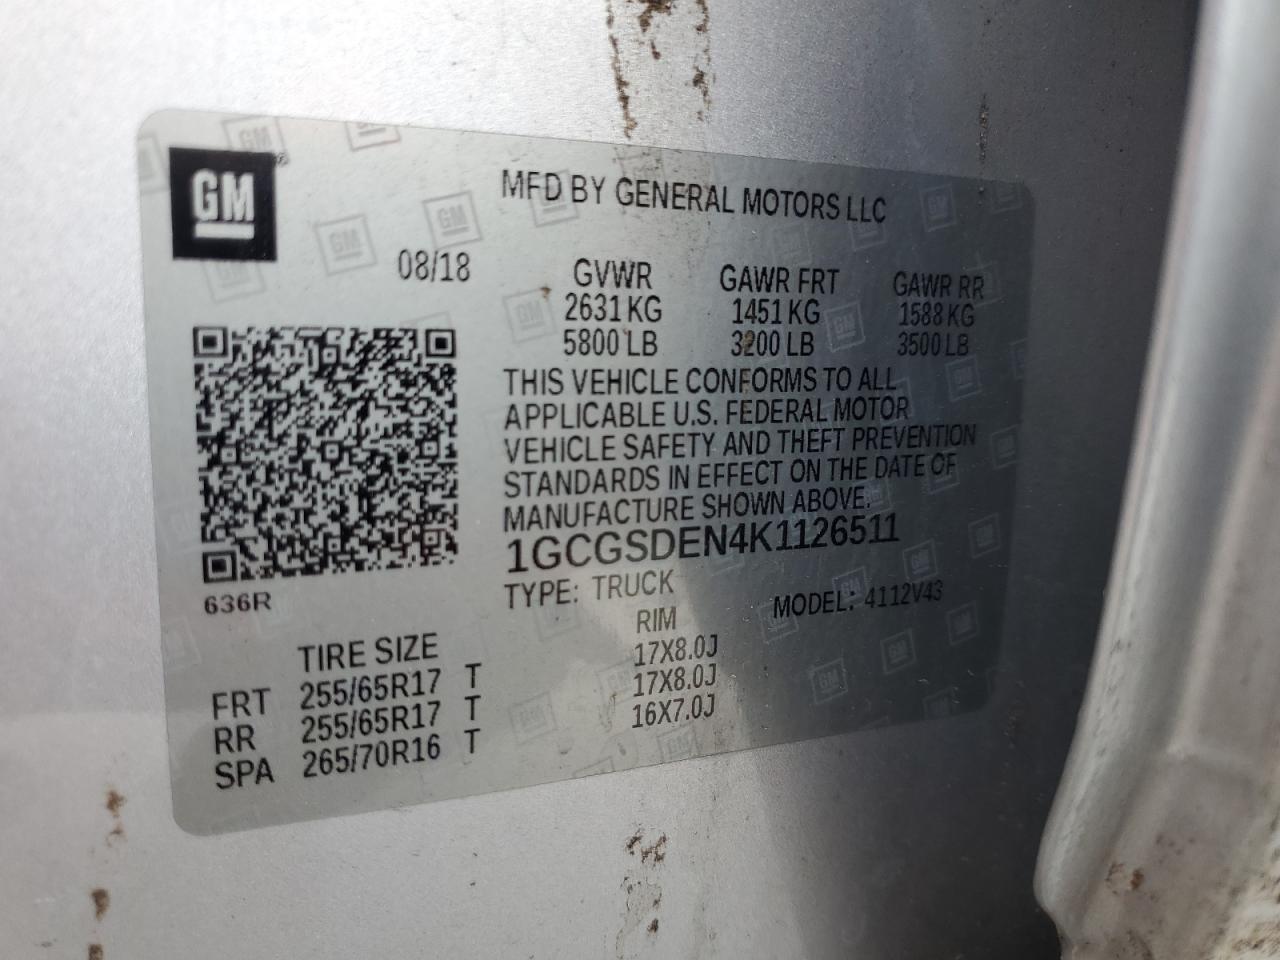 GM
MFD BY GENERAL MOTORS LLC
08/18
GVWR GAWR FRT GAWR RR
2631 KG 1451 KG 1588 KG
5800 LB 3200 LB 3500 LB
THIS VEHICLE CONFORMS TO ALL
APPLICABLE U.S. FEDERAL MOTOR
VEHICLE SAFETY AND THEFT PREVENTION
STANDARDS IN EFFECT ON THE DATE OF
MANUFACTURE SHOWN ABOVE.
1GCGSDEN4K1126511
TYPE: TRUCK MODEL: 4112V43
636R
TIRE SIZE RIM
FRT 255/65R17 T 17X8.0J
RR 255/65R17 T 17X8.0J
SPA 265/70R16 T 16X7.0J